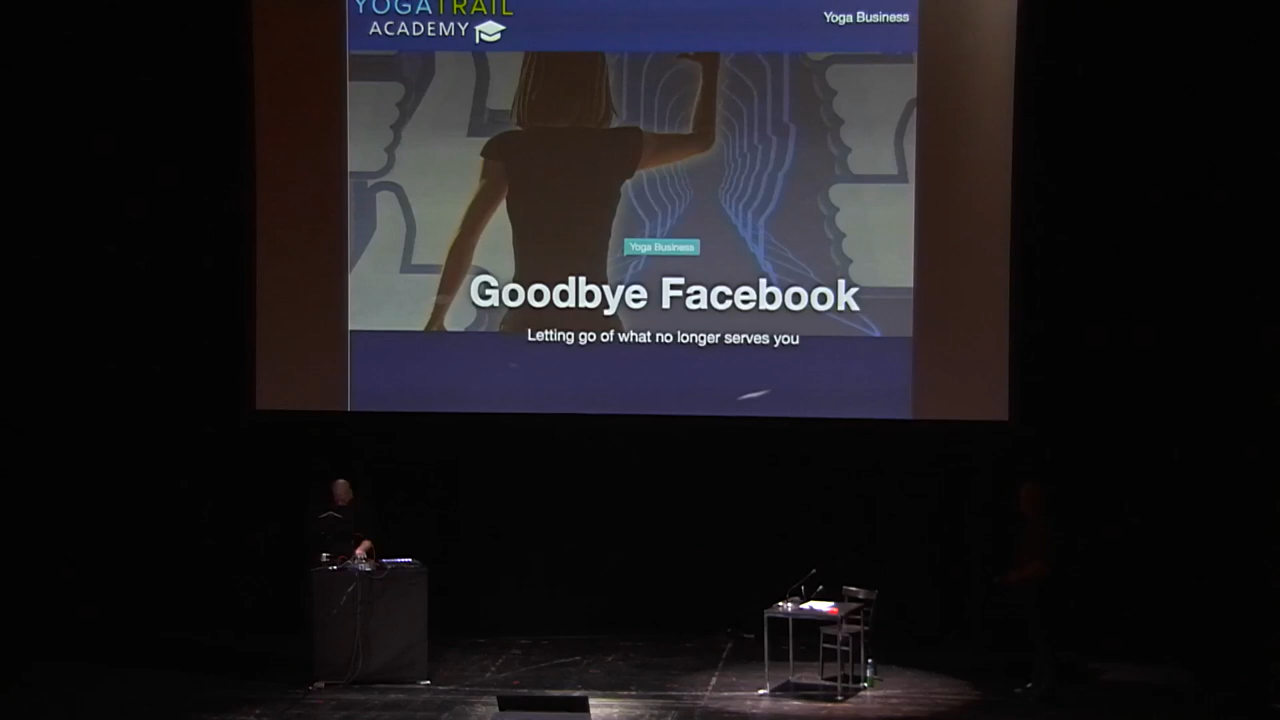 YOGATRAIL
ACADEMY
Yoga Business
Yoga Business
Goodbye Facebook
Letting go of what no longer serves you